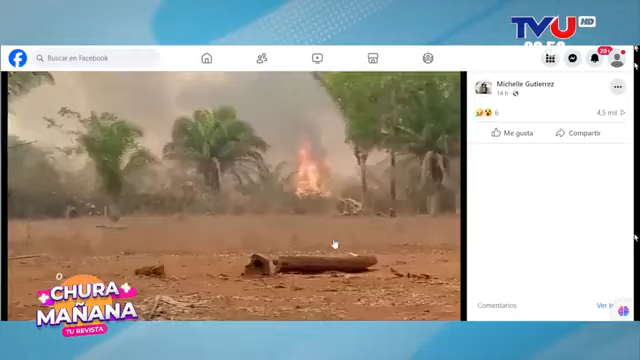 TVU HD
Buscar en Facebook
20+
Michelle Gutierrez
14 h
6
4,5 mil
Me gusta
Compartir
+CHURA+
MAÑANA
TU REVISTA
Comentarios